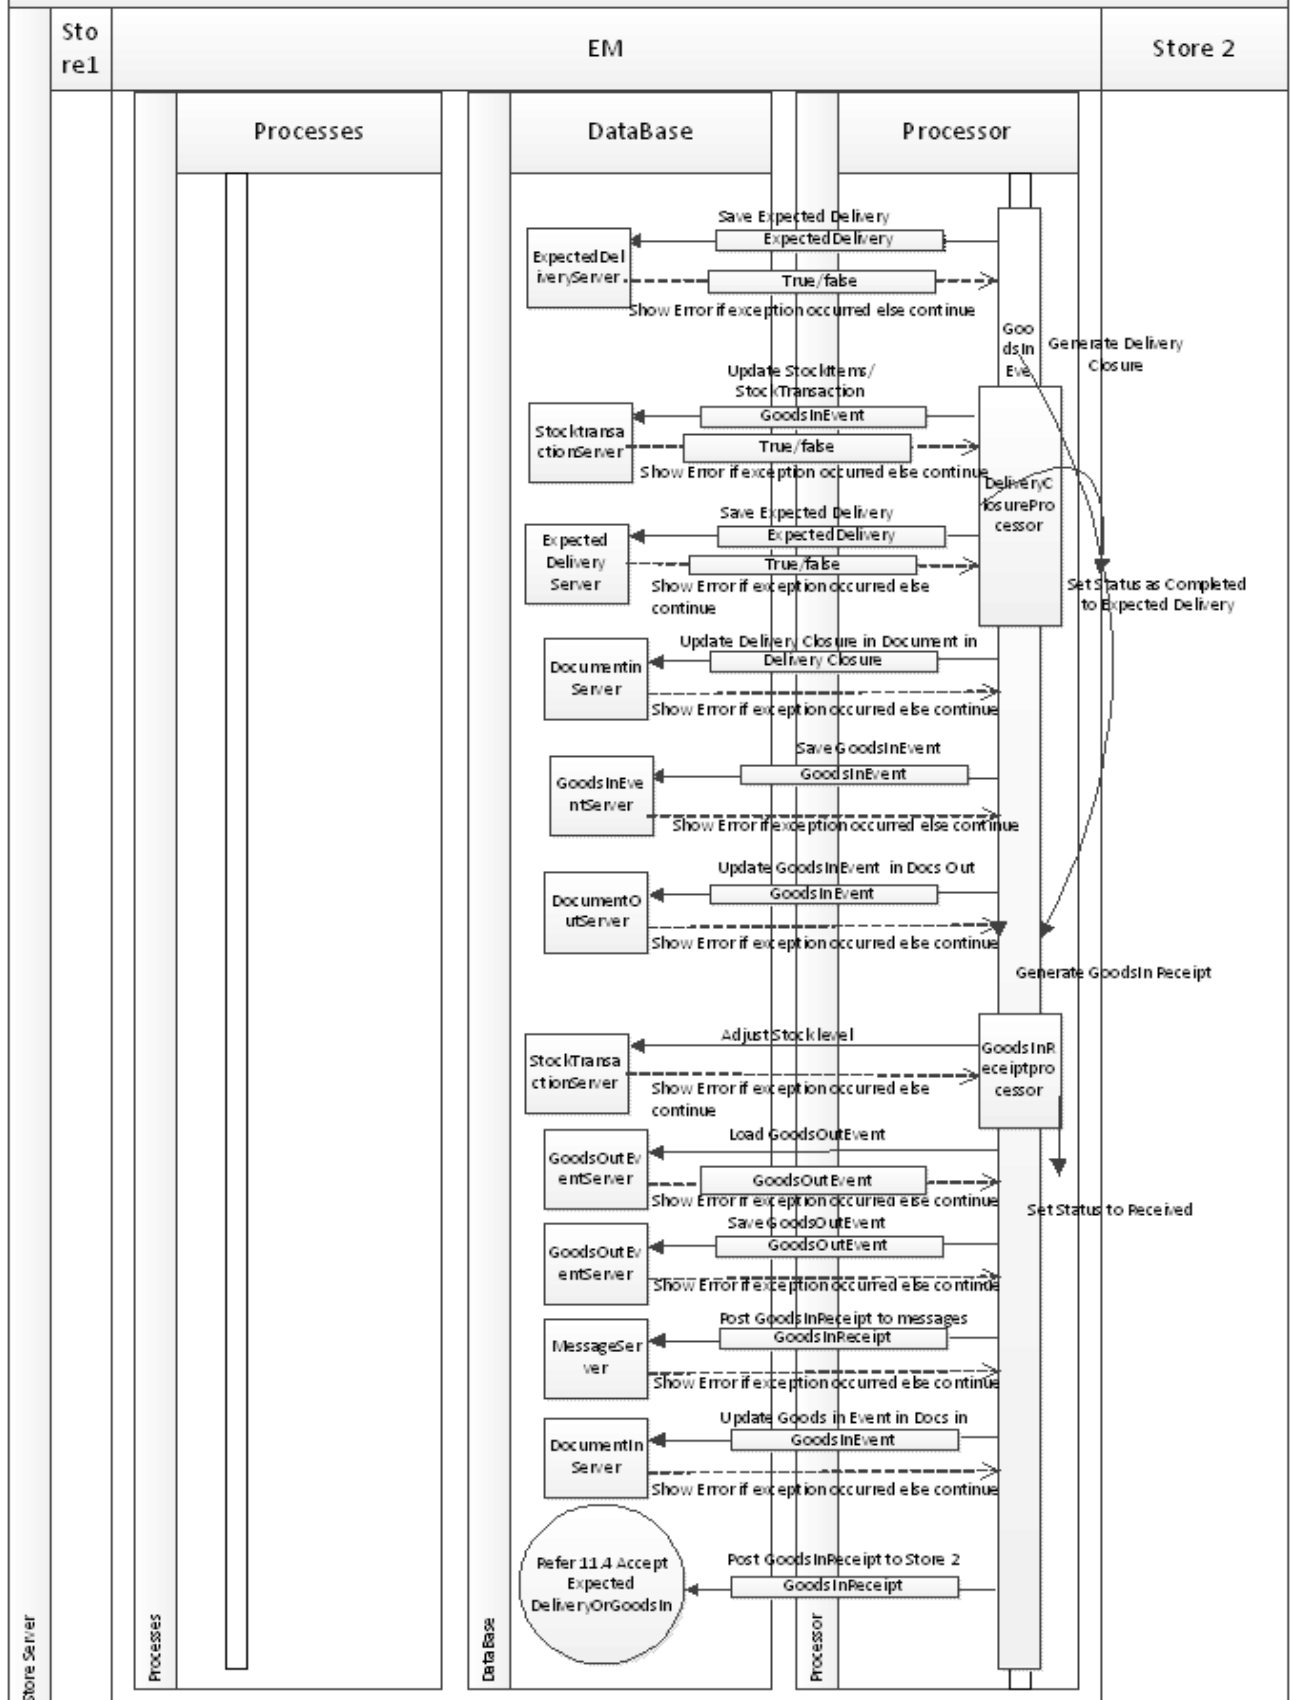 Sto
re1
EM
Store 2
Processes
DataBase
Processor
Save Expected Delivery
ExpectedDelivery
ExpectedDel
iveryServer
True/false
Show Error if exception occurred else continue
Goo
dsIn
Eve
Generate Delivery
Closure
Update StockItems/
StockTransaction
GoodsInEvent
Stocktransa
ctionServer
True/false
Show Error if exception occurred else continue
DeliveryC
losurePro
cessor
Save Expected Delivery
Expected Delivery
Expected
Delivery
Server
True/false
Show Error if exception occurred else
continue
Set Status as Completed
to Expected Delivery
Update Delivery Closure in Document in
Delivery Closure
DocumentIn
Server
Show Error if exception occurred else continue
Save GoodsInEvent
GoodsInEvent
GoodsInEve
ntServer
Show Error if exception occurred else continue
Update GoodsInEvent in Docs Out
GoodsInEvent
DocumentO
utServer
Show Error if exception occurred else continue
Generate GoodsIn Receipt
Adjust Stock level
StockTransa
ctionServer
GoodsInR
eceiptpro
cessor
Show Error if exception occurred else
continue
Load GoodsOutEvent
GoodsOutEv
entServer
GoodsOutEvent
Show Error if exception occurred else continue
Set Status to Received
Save GoodsOutEvent
GoodsOutEvent
GoodsOutEv
entServer
Show Error if exception occurred else continue
Post GoodsInReceipt to messages
GoodsInReceipt
MessageSer
ver
Show Error if exception occurred else continue
Update Goods in Event in Docs in
GoodsInEvent
DocumentIn
Server
Show Error if exception occurred else continue
Refer 11.4 Accept
Expected
DeliveryOrGoodsIn
Post GoodsInReceipt to Store 2
GoodsInReceipt
Store Server
Processes
DataBase
Processor